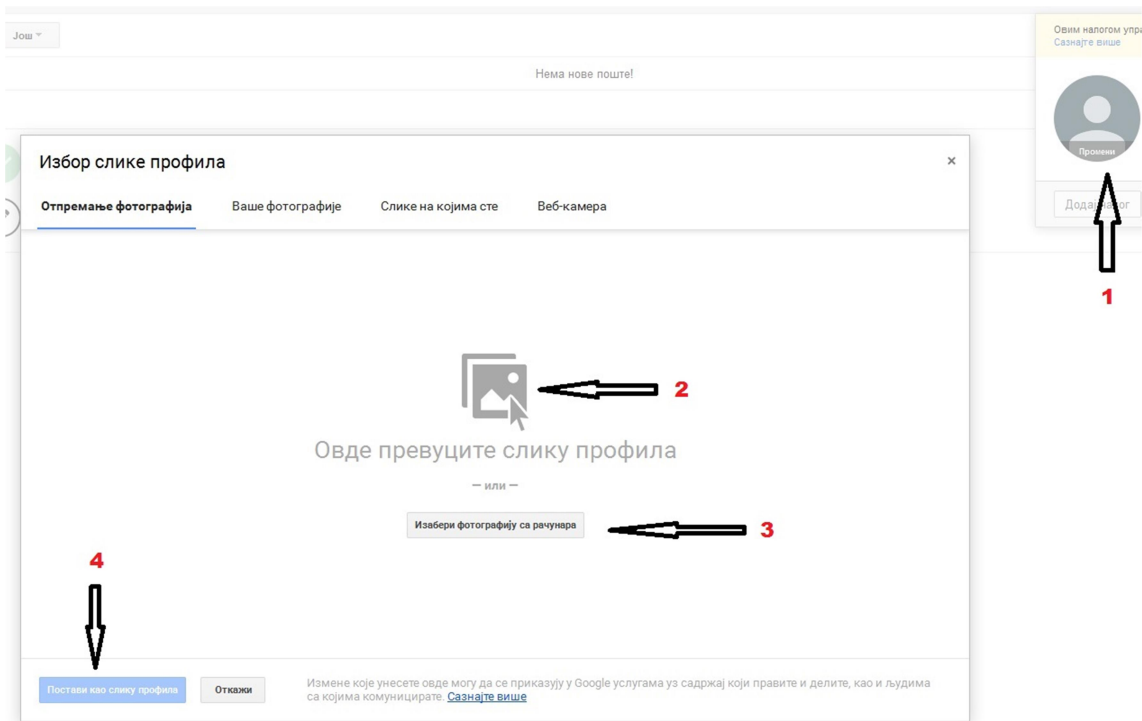 Још
Овим налогом упра
Сазнајте више
Нема нове поште!
Промени
Додај налог
1
Избор слике профила
×
Отпремање фотографија Ваше фотографије Слике на којима сте Веб-камера
2
Овде превуците слику профила
— или —
Изабери фотографију са рачунара
3
4
Постави као слику профила Откажи
Измене које унесете овде могу да се приказују у Google услугама уз садржај који правите и делите, као и људима
са којима комуницирате. Сазнајте више